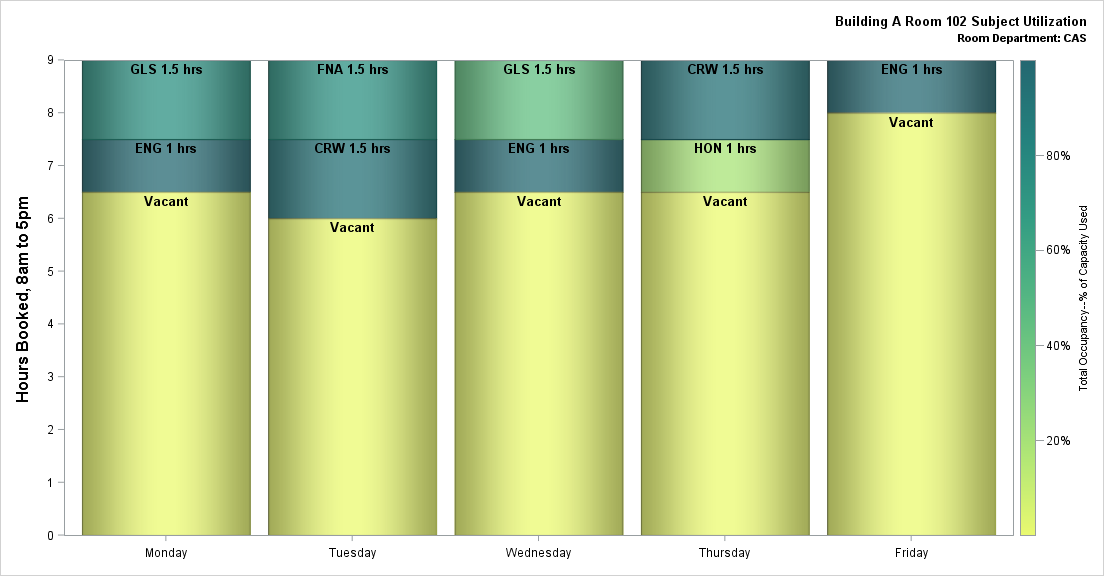 Building A Room 102 Subject Utilization
Room Department: CAS
Hours Booked, 8am to 5pm
9
8
7
6
5
4
3
2
1
0
GLS 1.5 hrs
ENG 1 hrs
Vacant
FNA 1.5 hrs
CRW 1.5 hrs
Vacant
GLS 1.5 hrs
ENG 1 hrs
Vacant
CRW 1.5 hrs
HON 1 hrs
Vacant
ENG 1 hrs
Vacant
Monday
Tuesday
Wednesday
Thursday
Friday
80%
60%
40%
20%
Total Occupancy--% of Capacity Used